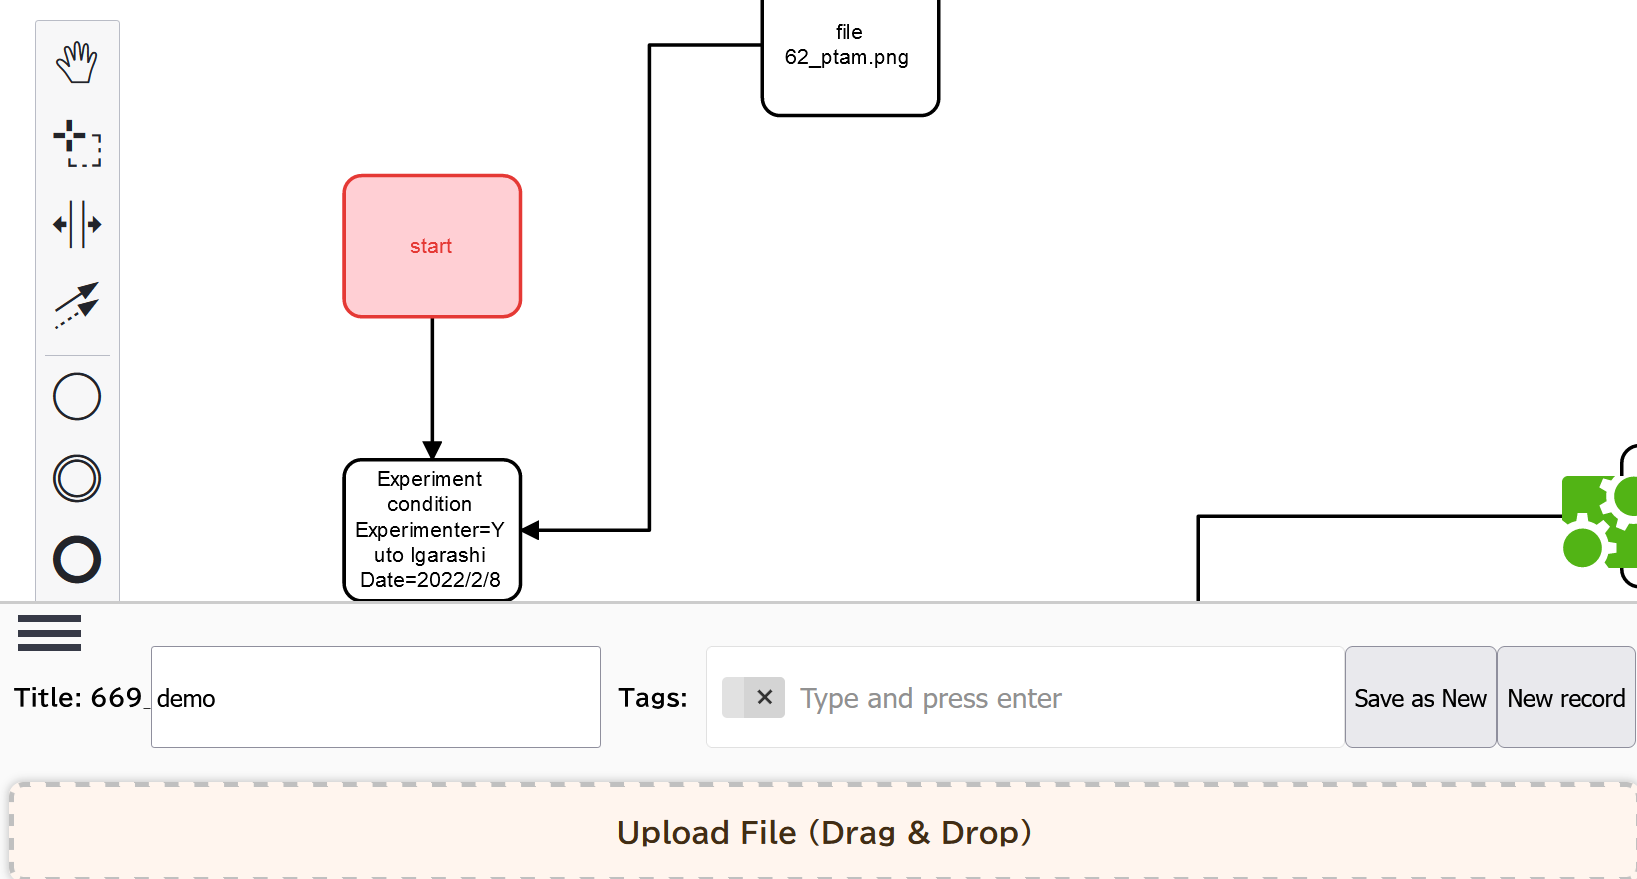 file
62_ptam.png
start
Experiment
condition
Experimenter=Y
uto Igarashi
Date=2022/2/8
Title: 669_ demo Tags: × Type and press enter Save as New New record
Upload File (Drag & Drop)